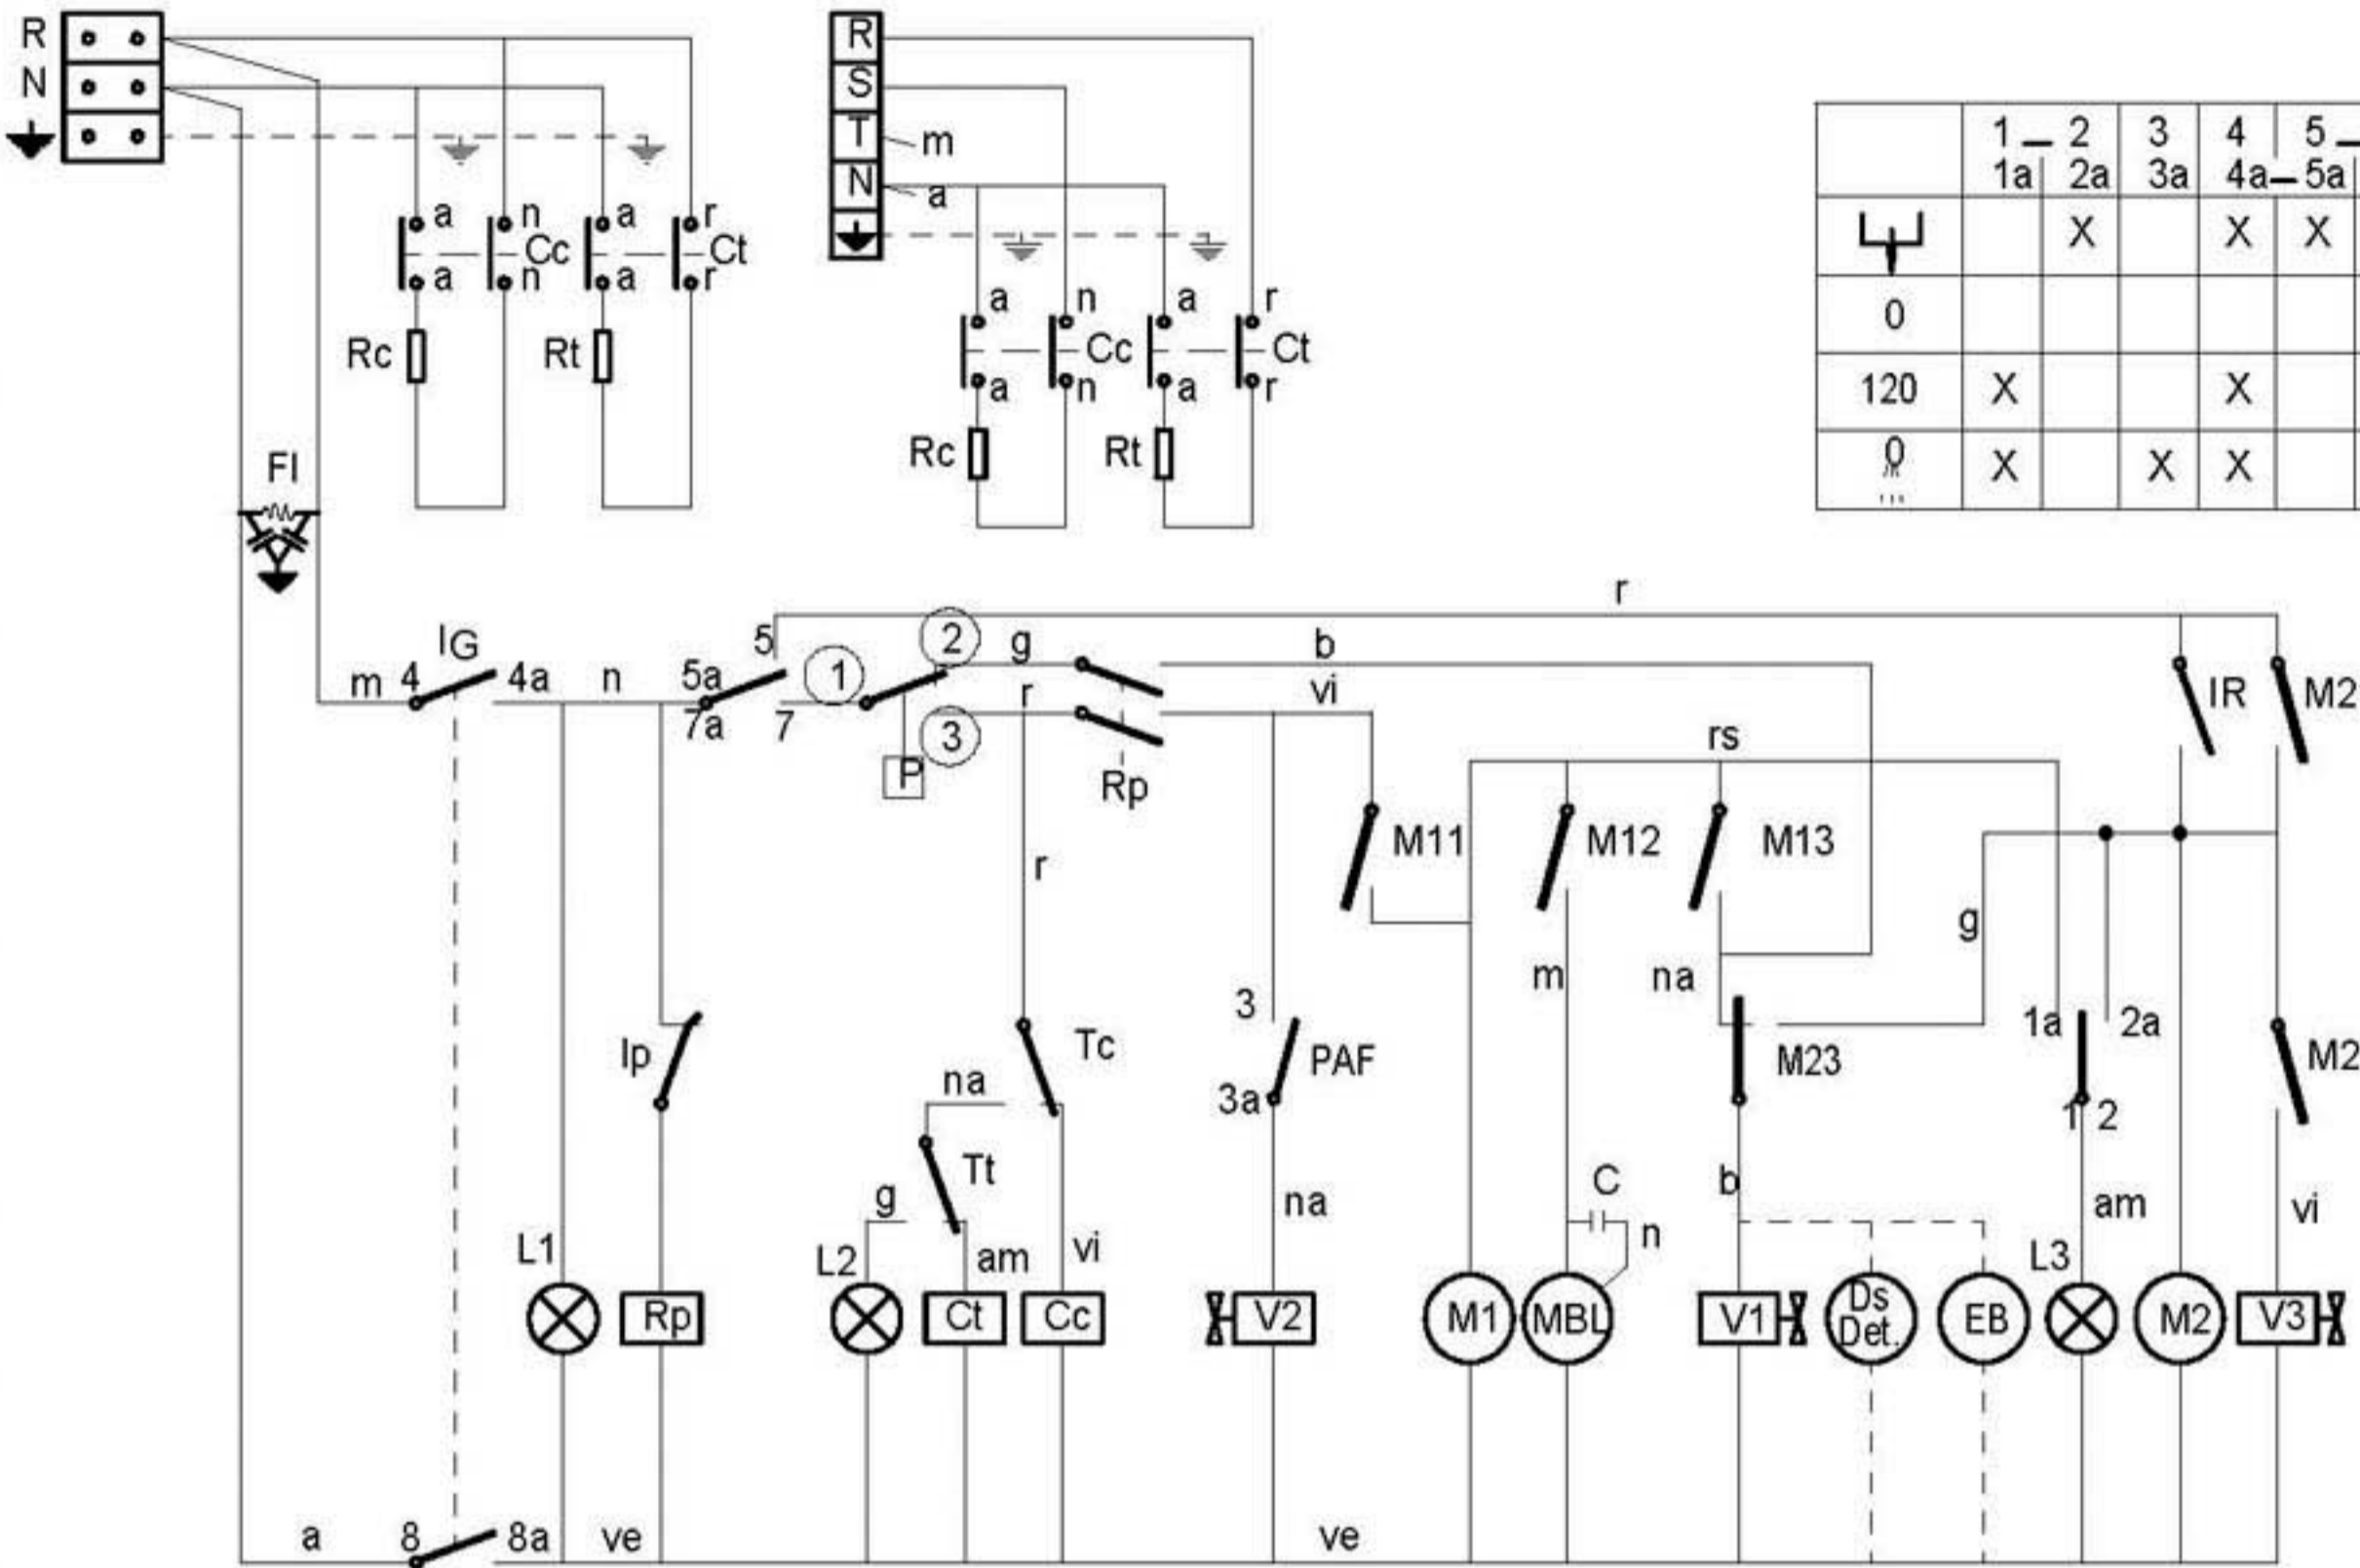 R
N
R
S
T
m
N
a
1 – 2 3 4 5 –
1a 2a 3a 4a – 5a
X X X
0
120 X X
0 X X X
a n a r
Cc Ct
a n a r
a n a r
Cc Ct
a n a r
Rc Rt
Rc Rt
FI
r
IG 5 1 2 g b
m 4 4a n 5a r vi
7a 7 3
IR M2
P Rp rs
M11 M12 M13
r
g
m na
3
1a 2a
Ip Tc PAF M23 M2
na 3a
1 2
Tt C b
g na am vi
am vi n
L1 L2 L3
Rp Ct Cc V2 M1 MBL V1 Ds EB M2 V3
Det.
a 8 8a ve ve